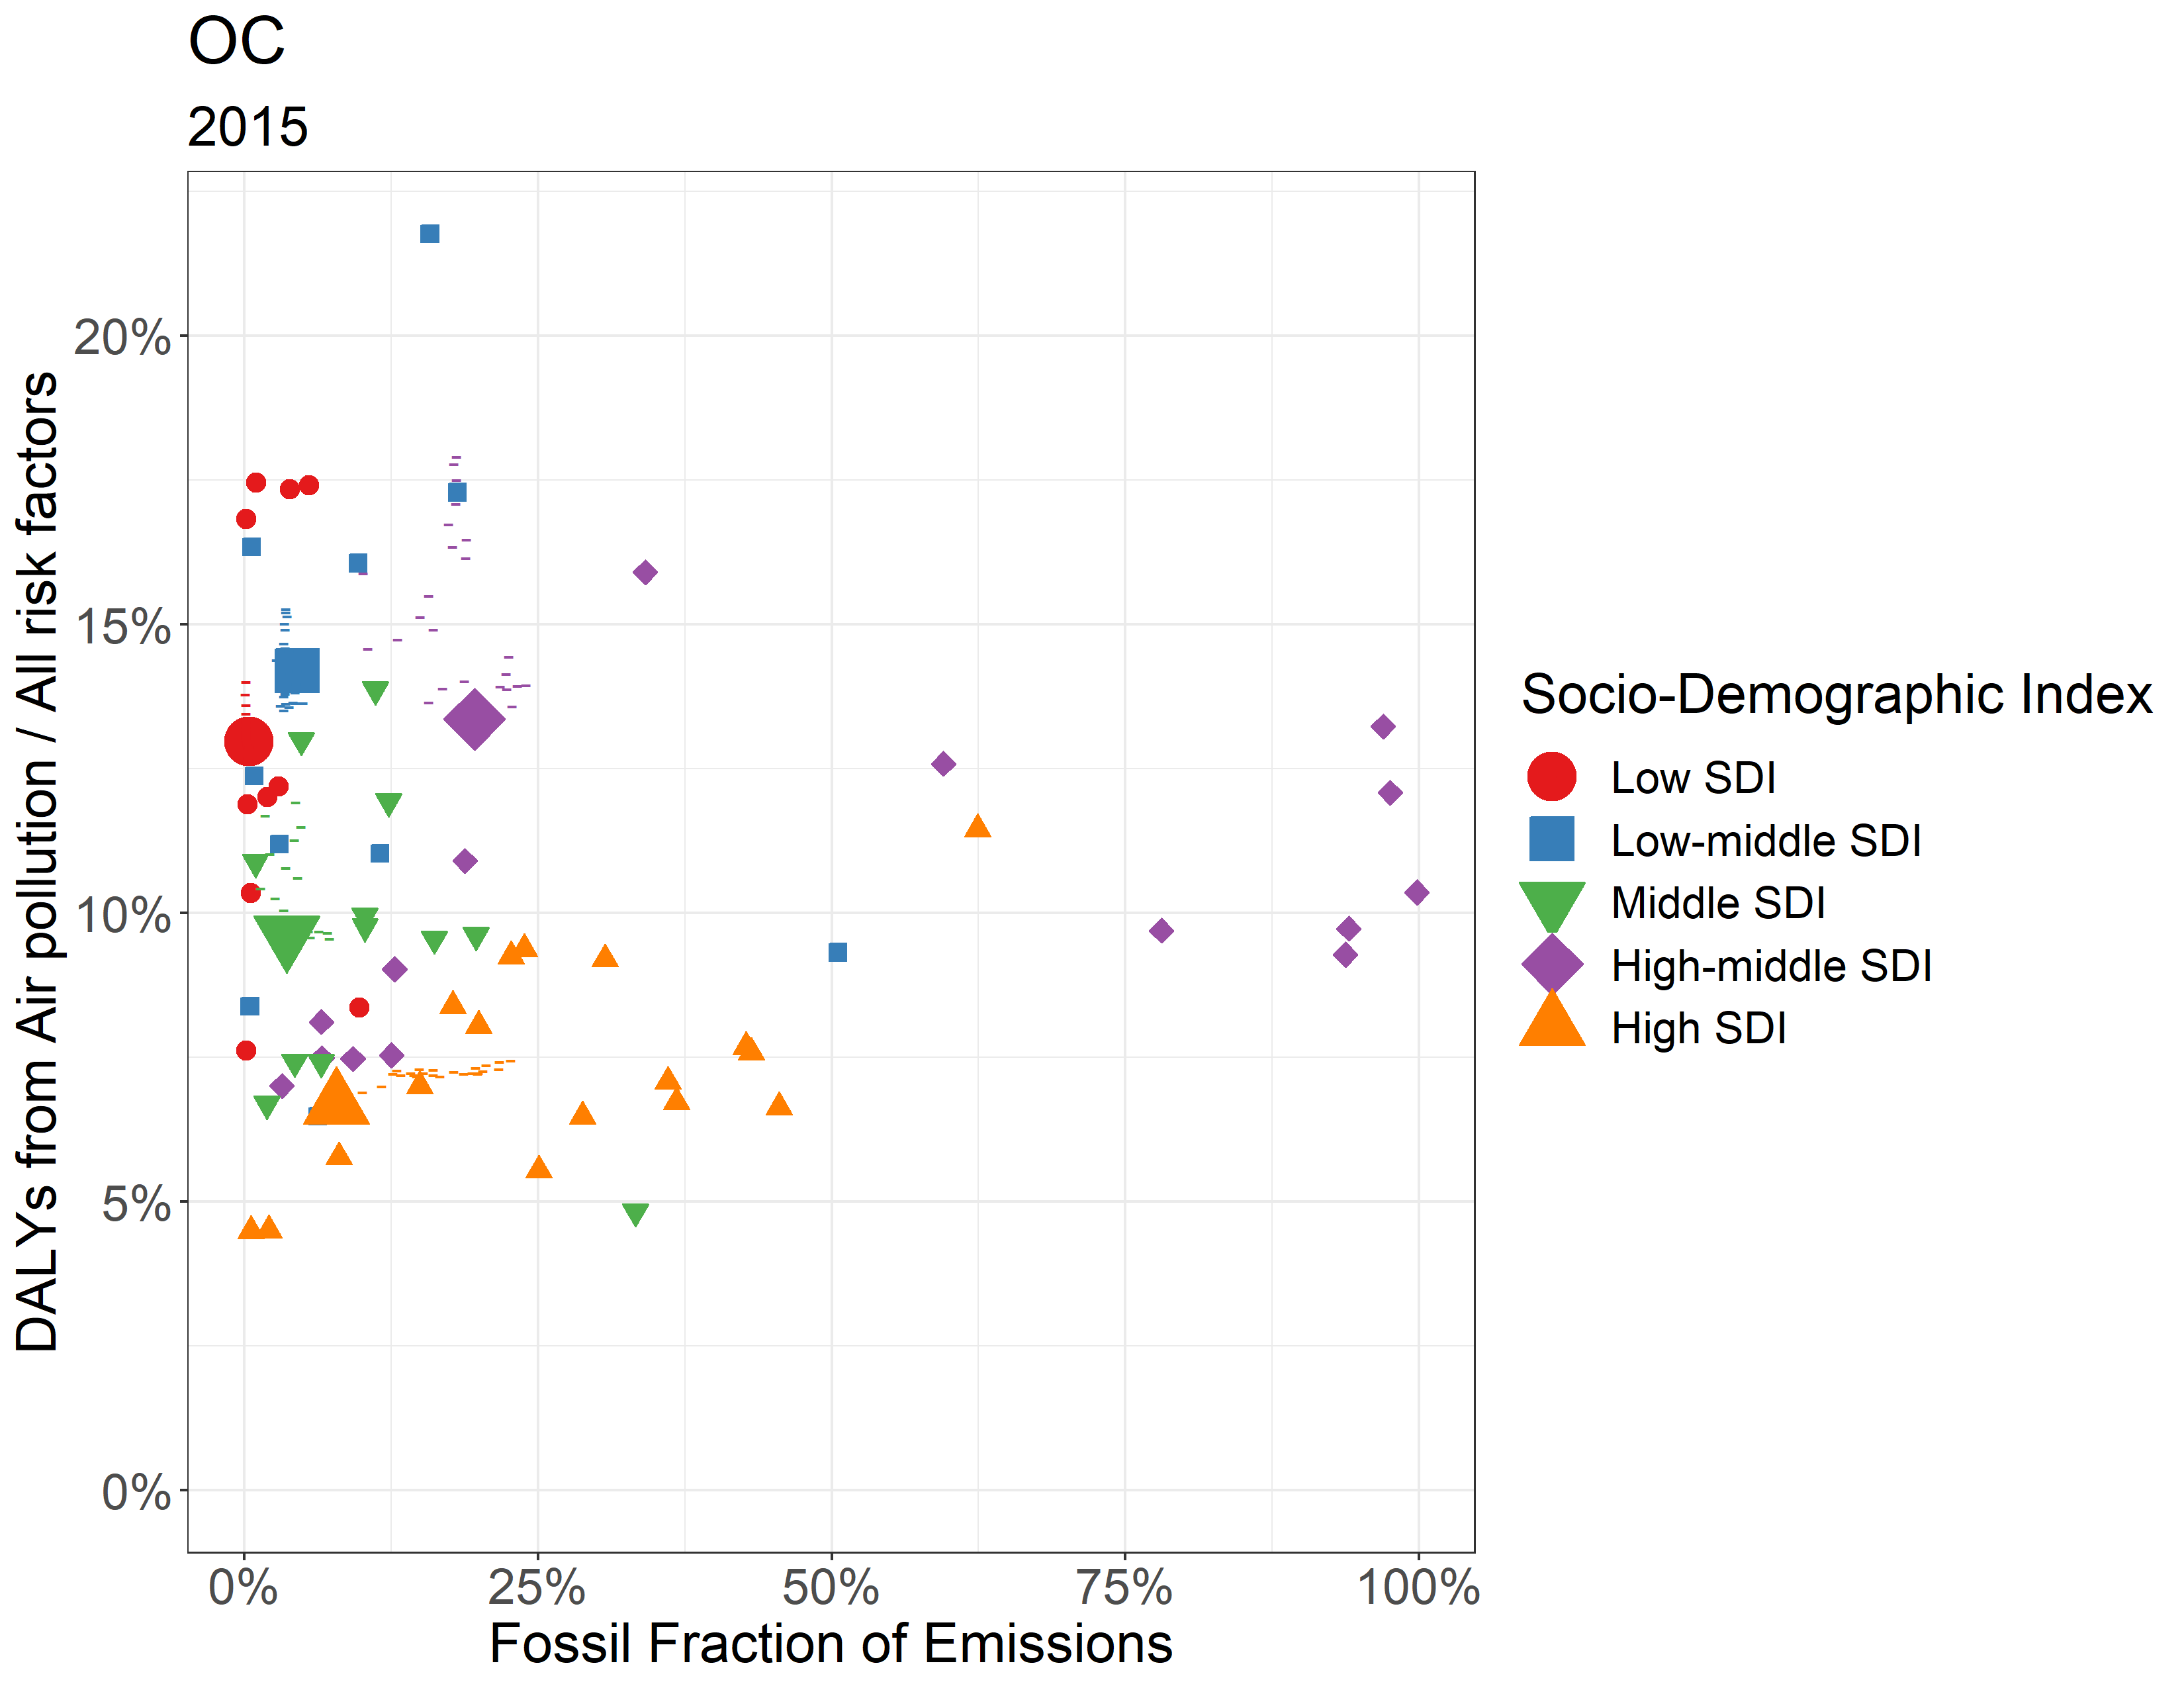 OC
2015
DALYs from Air pollution / All risk factors
20%
15%
10%
5%
0%
0%
25%
50%
75%
100%
Fossil Fraction of Emissions
Socio-Demographic Index
Low SDI
Low-middle SDI
Middle SDI
High-middle SDI
High SDI